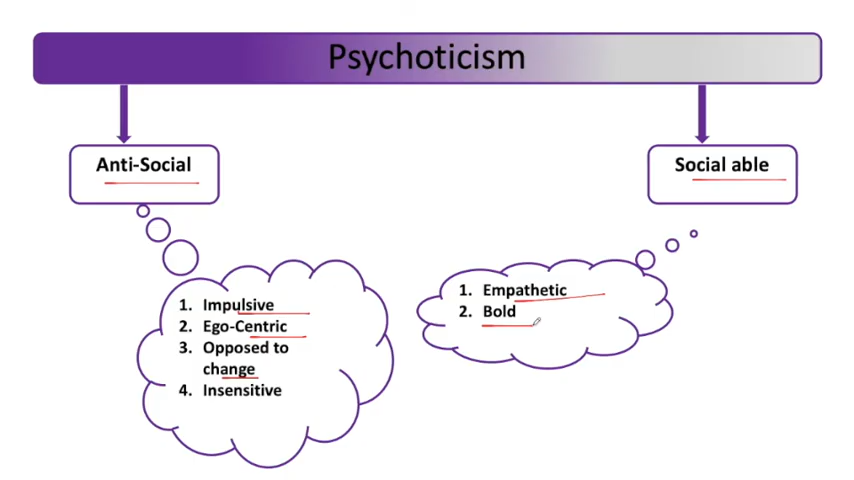 Psychoticism
Anti-Social
Social able
1. Impulsive
2. Ego-Centric
3. Opposed to
change
4. Insensitive
1. Empathetic
2. Bold